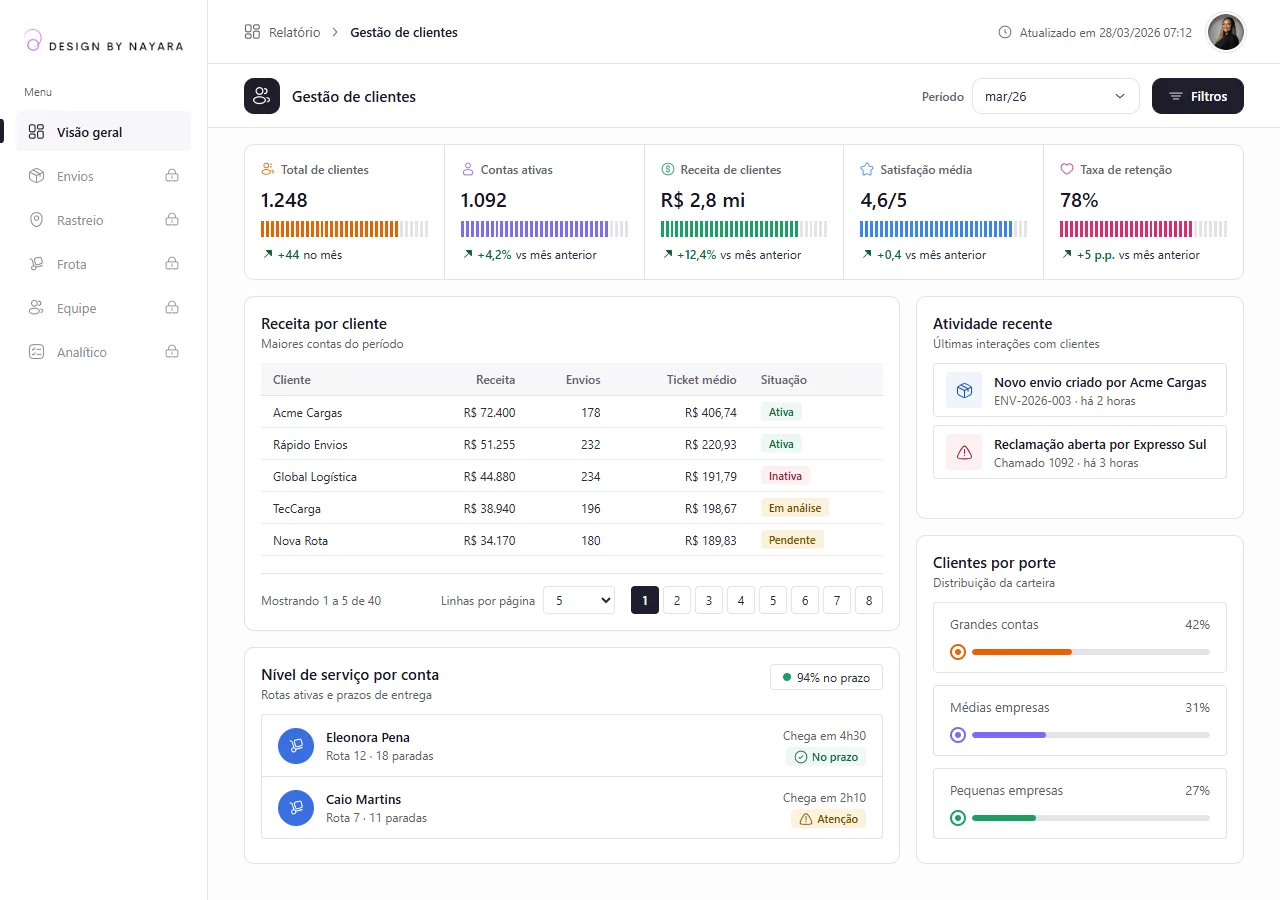 DESIGN BY NAYARA
Menu
Visão geral
Envios
Rastreio
Frota
Equipe
Analítico
Relatório > Gestão de clientes
Atualizado em 28/03/2026 07:12
Gestão de clientes
Período
mar/26
Filtros
Total de clientes
1.248
+44 no mês
Contas ativas
1.092
+4,2% vs mês anterior
Receita de clientes
R$ 2,8 mi
+12,4% vs mês anterior
Satisfação média
4,6/5
+0,4 vs mês anterior
Taxa de retenção
78%
+5 p.p. vs mês anterior
Receita por cliente
Maiores contas do período
Cliente Receita Envios Ticket médio Situação
Acme Cargas R$ 72.400 178 R$ 406,74 Ativa
Rápido Envios R$ 51.255 232 R$ 220,93 Ativa
Global Logística R$ 44.880 234 R$ 191,79 Inativa
TecCarga R$ 38.940 196 R$ 198,67 Em análise
Nova Rota R$ 34.170 180 R$ 189,83 Pendente
Mostrando 1 a 5 de 40 Linhas por página 5 1 2 3 4 5 6 7 8
Nível de serviço por conta
Rotas ativas e prazos de entrega
94% no prazo
Eleonora Pena
Rota 12 · 18 paradas
Chega em 4h30
No prazo
Caio Martins
Rota 7 · 11 paradas
Chega em 2h10
Atenção
Atividade recente
Últimas interações com clientes
Novo envio criado por Acme Cargas
ENV-2026-003 · há 2 horas
Reclamação aberta por Expresso Sul
Chamado 1092 · há 3 horas
Clientes por porte
Distribuição da carteira
Grandes contas 42%
Médias empresas 31%
Pequenas empresas 27%